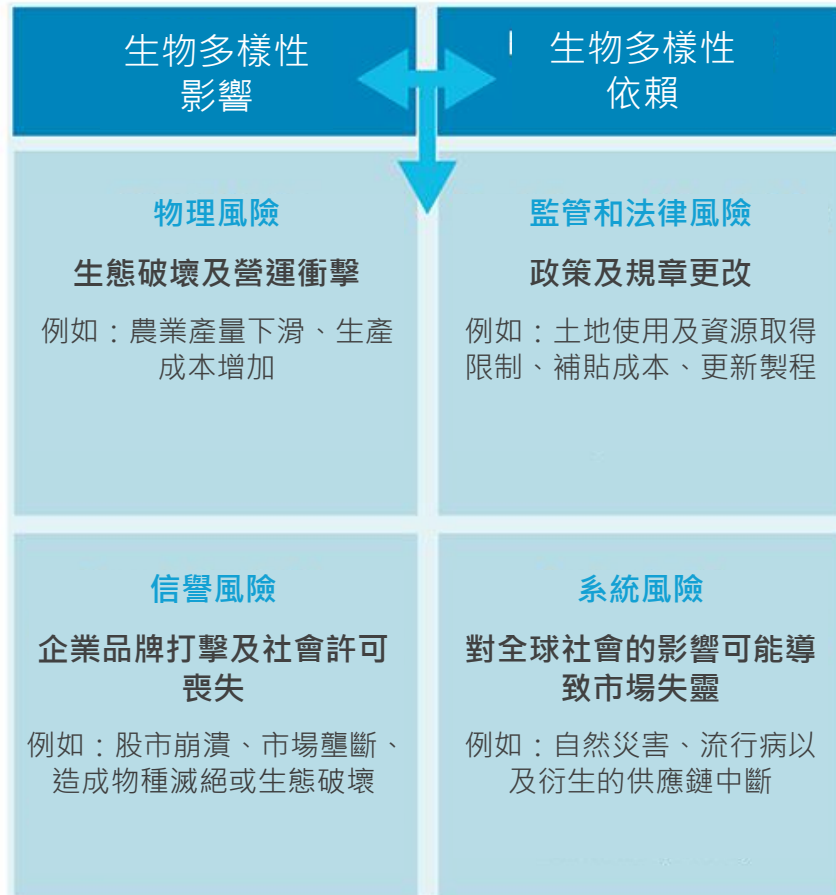 生物多樣性
影響
生物多樣性
依賴
物理風險
生態破壞及營運衝擊
例如：農業產量下滑、生產
成本增加
監管和法律風險
政策及規章更改
例如：土地使用及資源取得
限制、補貼成本、更新製程
信譽風險
企業品牌打擊及社會許可
喪失
例如：股市崩潰、市場壟斷、
造成物種滅絕或生態破壞
系統風險
對全球社會的影響可能導
致市場失靈
例如：自然災害、流行病以
及衍生的供應鏈中斷